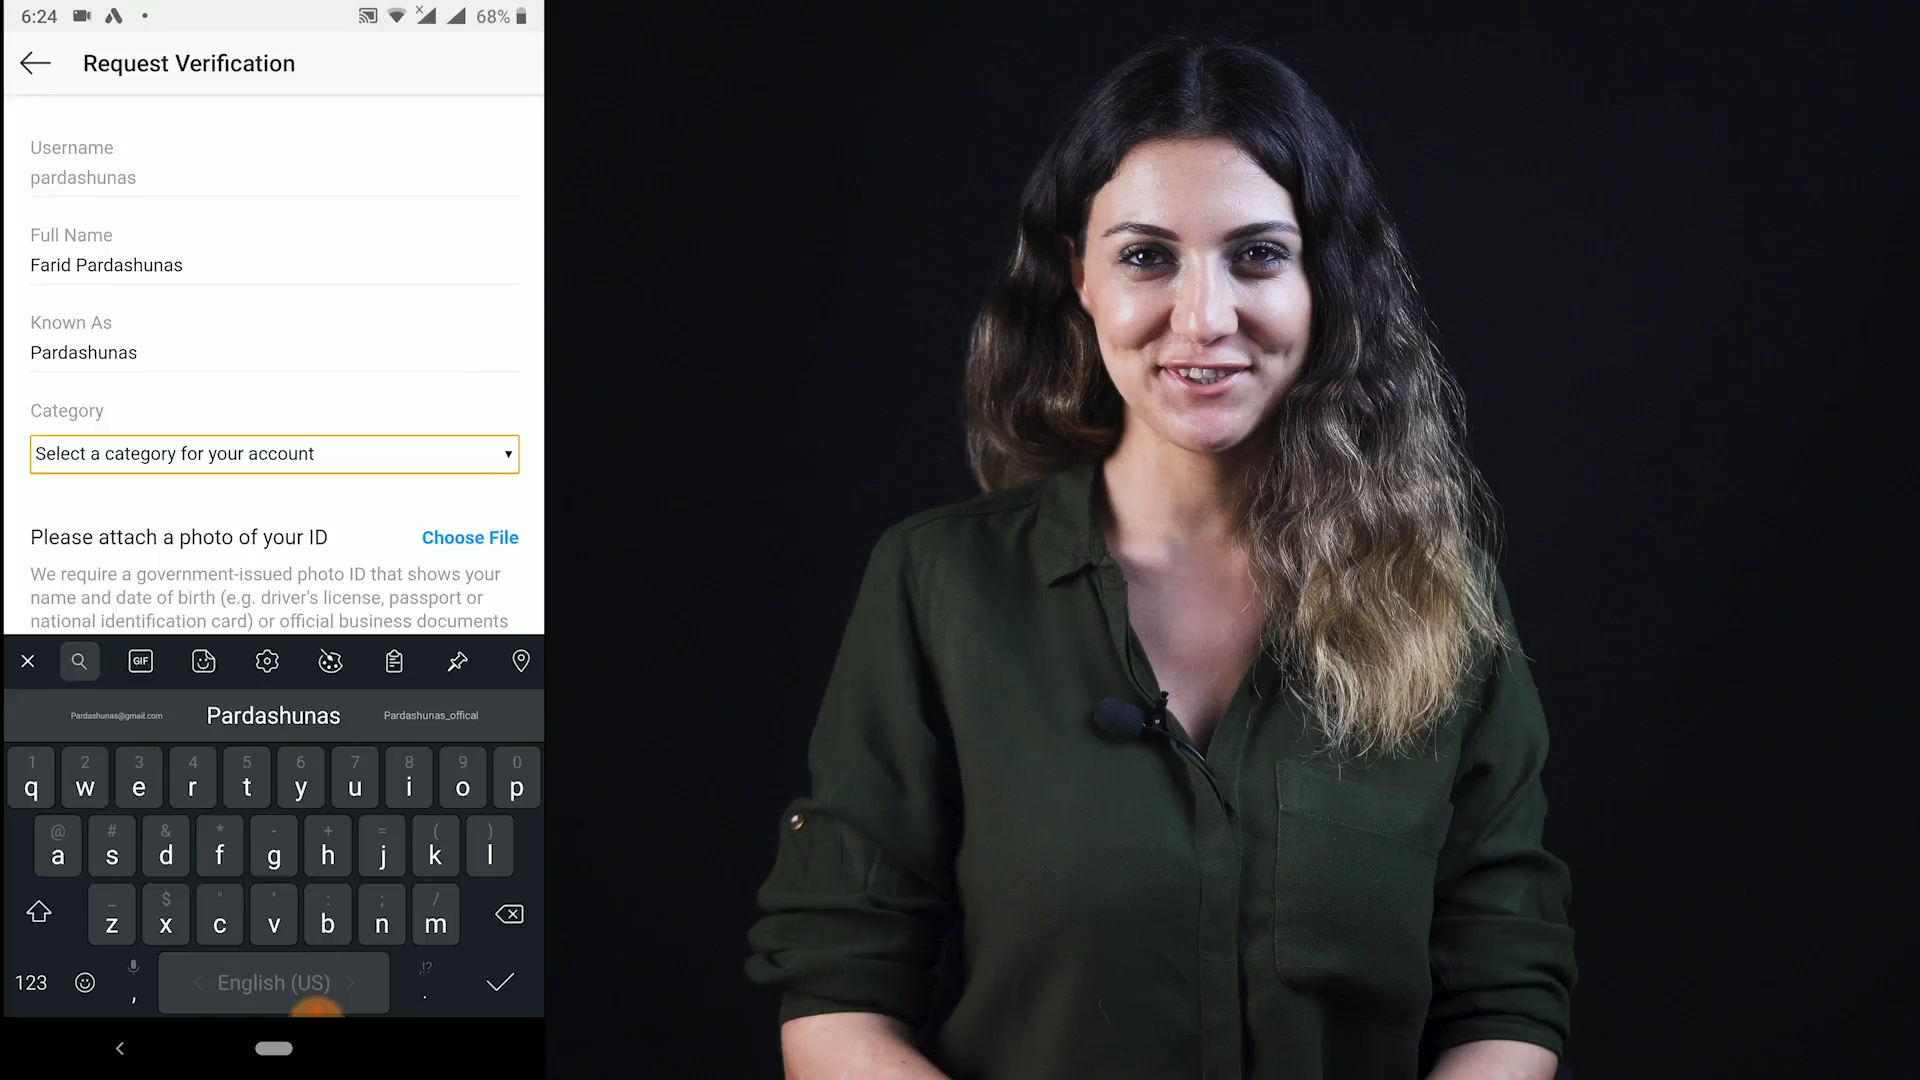 6:24
68%
Request Verification
Username
pardashunas
Full Name
Farid Pardashunas
Known As
Pardashunas
Category
Select a category for your account
Please attach a photo of your ID
Choose File
We require a government-issued photo ID that shows your
name and date of birth (e.g. driver's license, passport or
national identification card) or official business documents
GIF
Pardashunas@gmail.com Pardashunas Pardashunas_offical
1 2 3 4 5 6 7 8 9 0
q w e r t y u i o p
@ # & * - + = ( )
a s d f g h j k l
_ $ " ' : ; /
z x c v b n m
123 , English (US) !? .